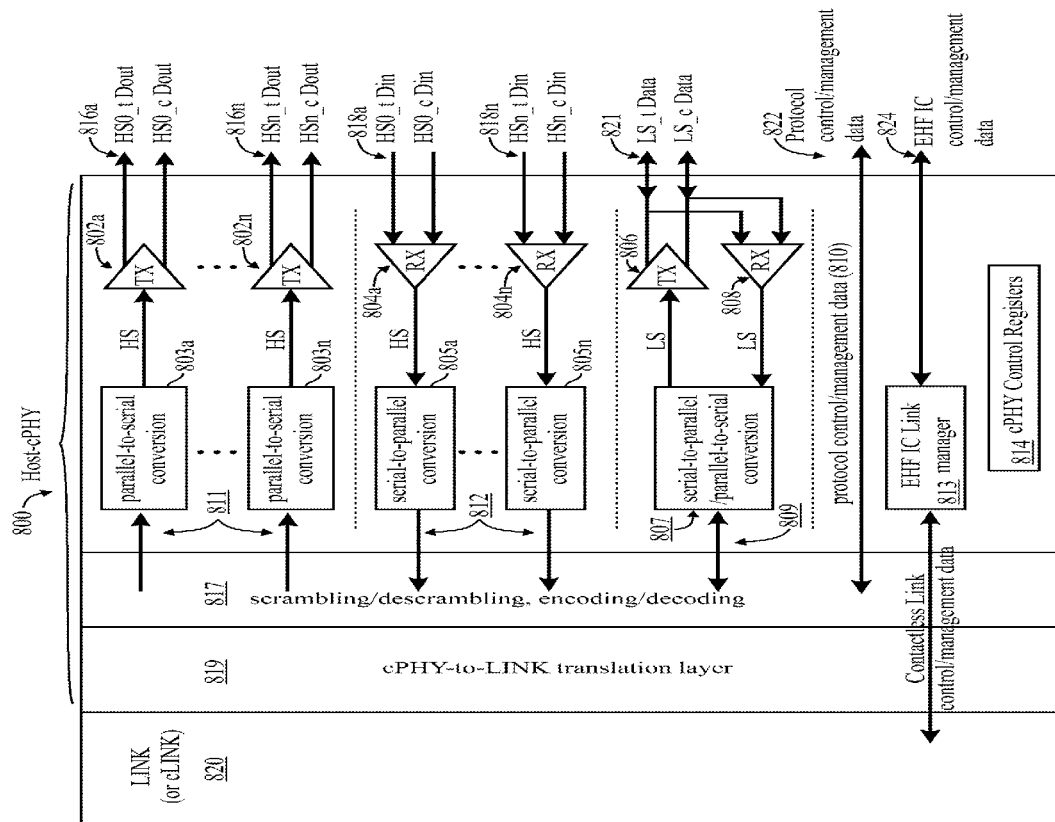 800
Host-cPHY
816a
HS0_t Dout
HS0_c Dout
802a
TX
HS
803a
parallel-to-serial
conversion
811
816n
HSn_t Dout
HSn_c Dout
802n
TX
HS
803n
parallel-to-serial
conversion
818a
HS0_t Din
HS0_c Din
804a
RX
HS
805a
serial-to-parallel
conversion
812
818n
HSn_t Din
HSn_c Din
804n
RX
HS
805n
serial-to-parallel
conversion
821
LS_t Data
LS_c Data
806
TX
LS
808
RX
LS
serial-to-parallel
/parallel-to-serial
conversion
807
809
822
Protocol
control/management
data
protocol control/management data (810)
824
EHF IC
control/management
data
EHF IC Link
813 manager
814 cPHY Control Registers
817
scrambling/descrambling, encoding/decoding
819
cPHY-to-LINK translation layer
Contactless Link
control/management data
LINK
(or cLINK)
820